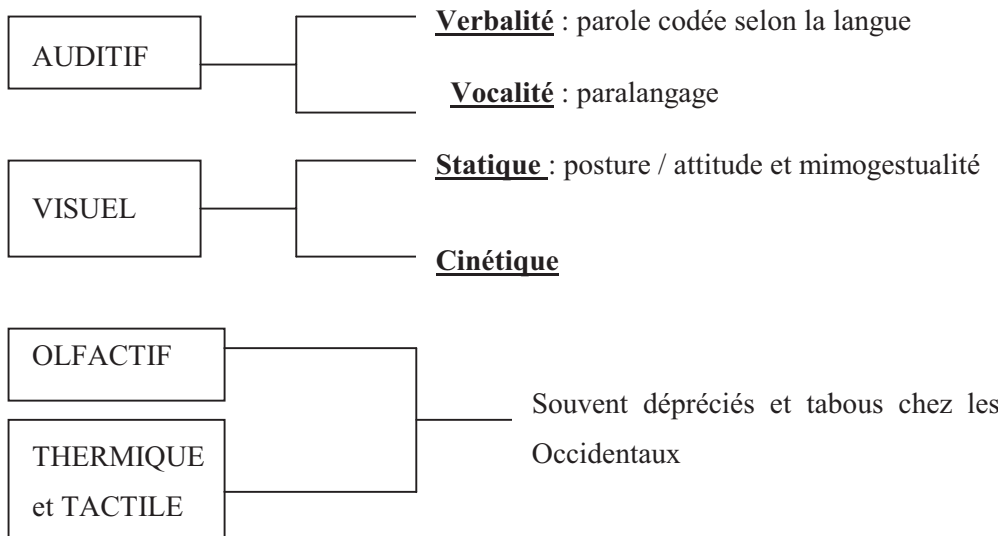 AUDITIF
Verbalité : parole codée selon la langue
Vocalité : paralangage
VISUEL
Statique : posture / attitude et mimogestualité
Cinétique
OLFACTIF
THERMIQUE
et TACTILE
Souvent dépréciés et tabous chez les
Occidentaux